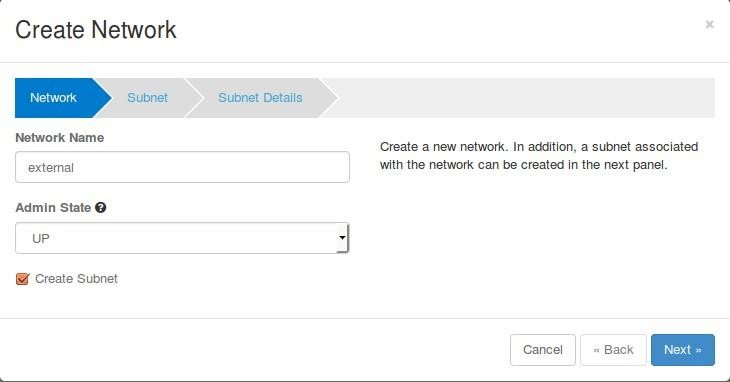 Create Network
×
Network
Subnet
Subnet Details
Network Name
external
Create a new network. In addition, a subnet associated
with the network can be created in the next panel.
Admin State ?
UP
Create Subnet
Cancel
« Back
Next »